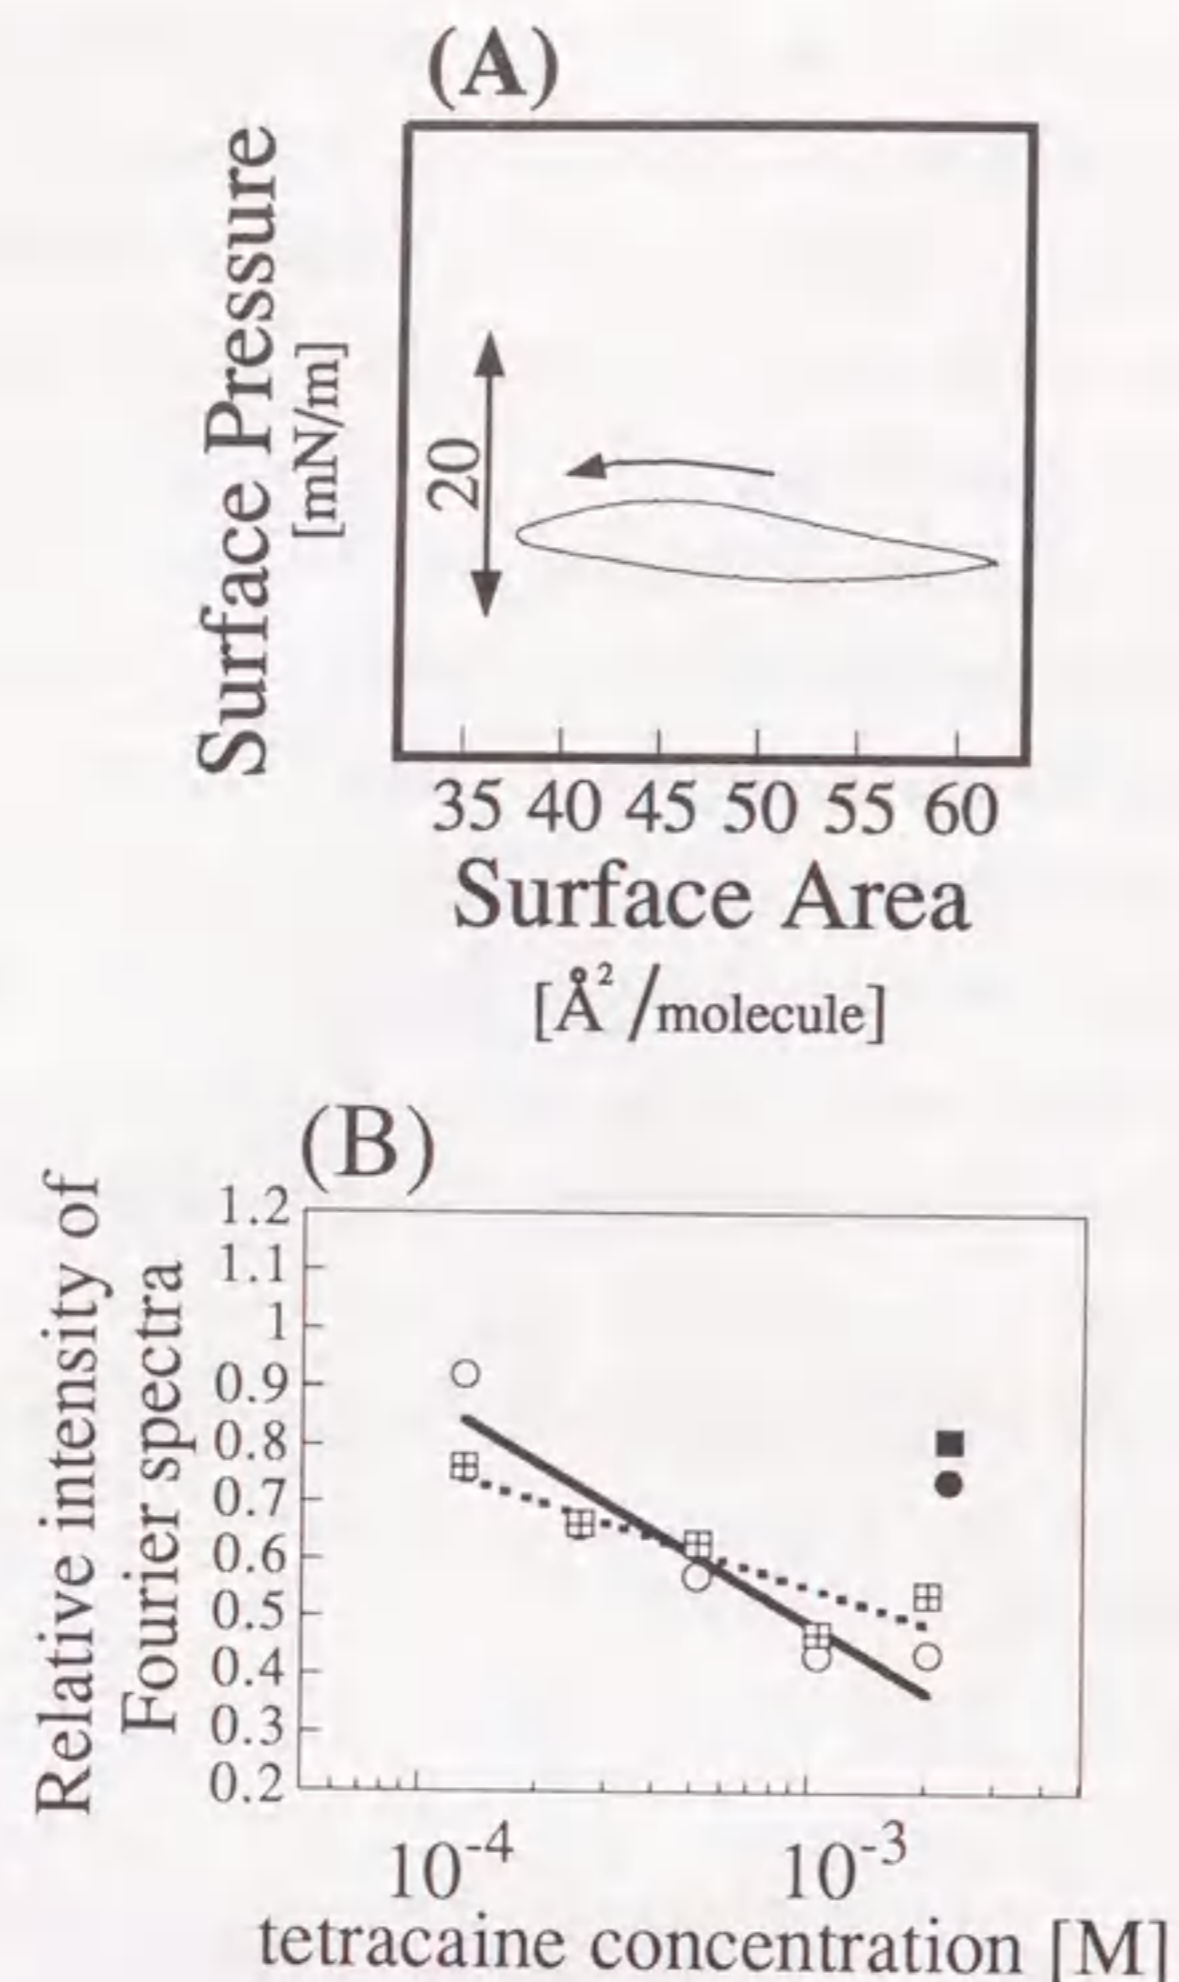 (A)
Surface Pressure
[mN/m]
20
35 40 45 50 55 60
Surface Area
[Å²/molecule]
(B)
Relative intensity of
Fourier spectra
1.2
1.1
1
0.9
0.8
0.7
0.6
0.5
0.4
0.3
0.2
10⁻⁴ 10⁻³
tetracaine concentration [M]